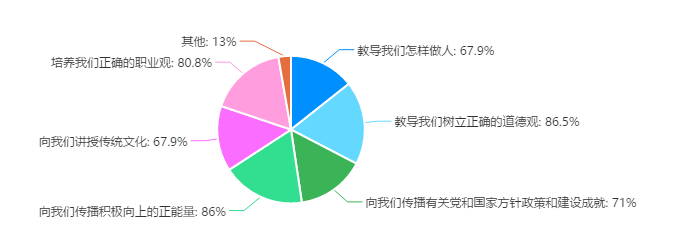 其他: 13%
教导我们怎样做人: 67.9%
培养我们正确的职业观: 80.8%
教导我们树立正确的道德观: 86.5%
向我们讲授传统文化: 67.9%
向我们传播有关党和国家方针政策和建设成就: 71%
向我们传播积极向上的正能量: 86%